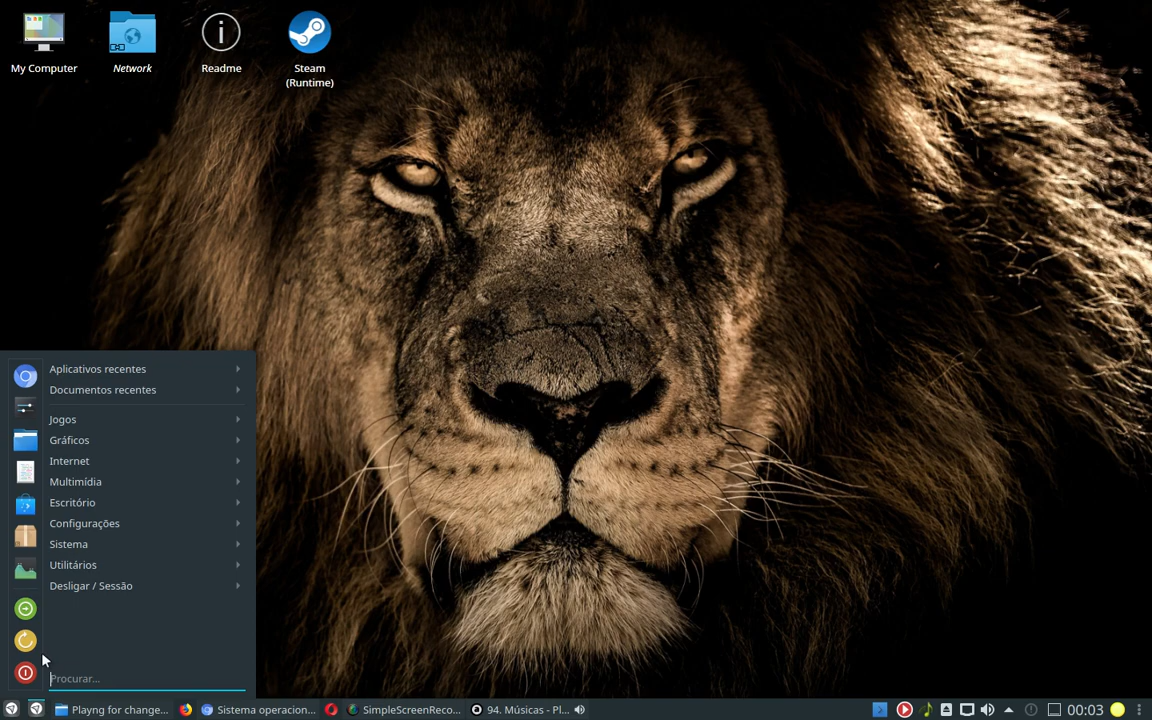 My Computer
Network
Readme
Steam
(Runtime)
Aplicativos recentes
Documentos recentes
Jogos
Gráficos
Internet
Multimídia
Escritório
Configurações
Sistema
Utilitários
Desligar / Sessão
Procurar...
Playng for change...
Sistema operacion...
SimpleScreenReco...
94. Músicas - Pl...
00:03